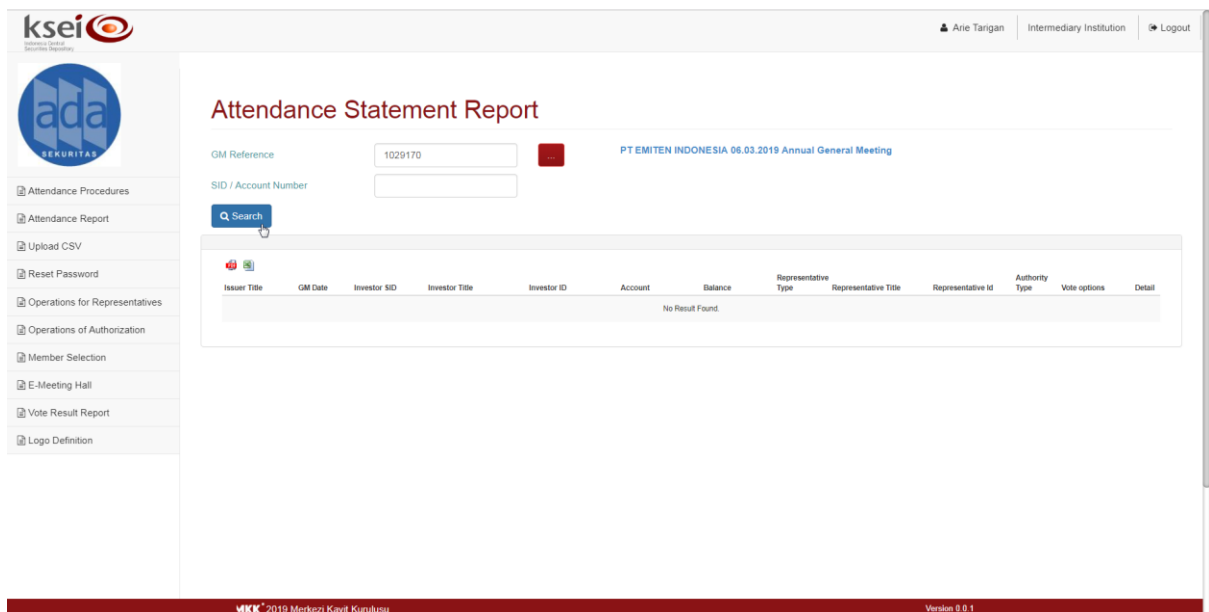 ksei
Indonesia Central
Securities Depository
Arie Tarigan
Intermediary Institution
Logout
ada
SEKURITAS
Attendance Procedures
Attendance Report
Upload CSV
Reset Password
Operations for Representatives
Operations of Authorization
Member Selection
E-Meeting Hall
Vote Result Report
Logo Definition
Attendance Statement Report
GM Reference 1029170 ... PT EMITEN INDONESIA 06.03.2019 Annual General Meeting
SID / Account Number
Search
Issuer Title GM Date Investor SID Investor Title Investor ID Account Balance Representative Type Representative Title Representative Id Authority Type Vote options Detail
No Result Found.
MKK 2019 Merkezi Kayit Kurulusu
Version 0.0.1